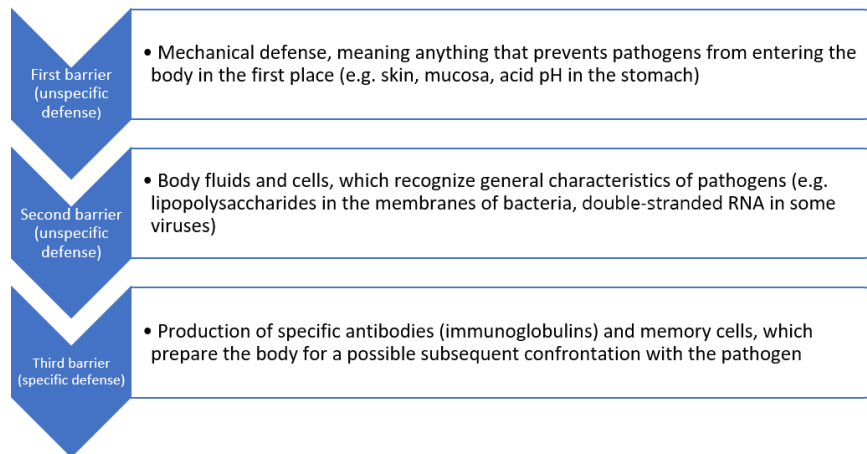 First barrier
(unspecific
defense)
• Mechanical defense, meaning anything that prevents pathogens from entering the
body in the first place (e.g. skin, mucosa, acid pH in the stomach)
Second barrier
(unspecific
defense)
• Body fluids and cells, which recognize general characteristics of pathogens (e.g.
lipopolysaccharides in the membranes of bacteria, double-stranded RNA in some
viruses)
Third barrier
(specific defense)
• Production of specific antibodies (immunoglobulins) and memory cells, which
prepare the body for a possible subsequent confrontation with the pathogen